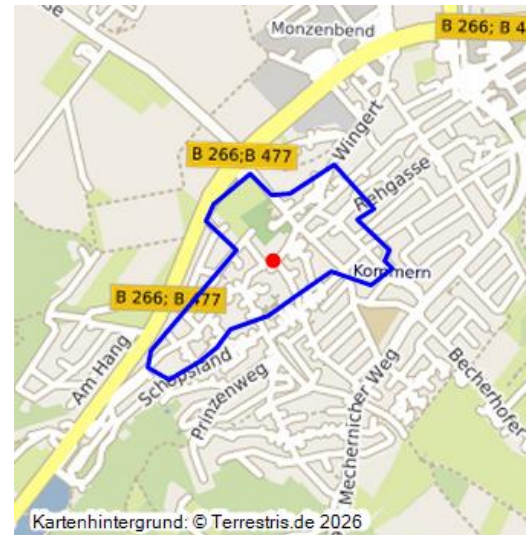 Monzenbend
B 266; B 4
B 266;B 477
Wingert
Rehgasse
Kommern
B 266; B 477
Am Hang
Schopsland
Prinzenweg
Mechernicher Weg
Becherhofer
Kartenhintergrund: © Terrestris.de 2026